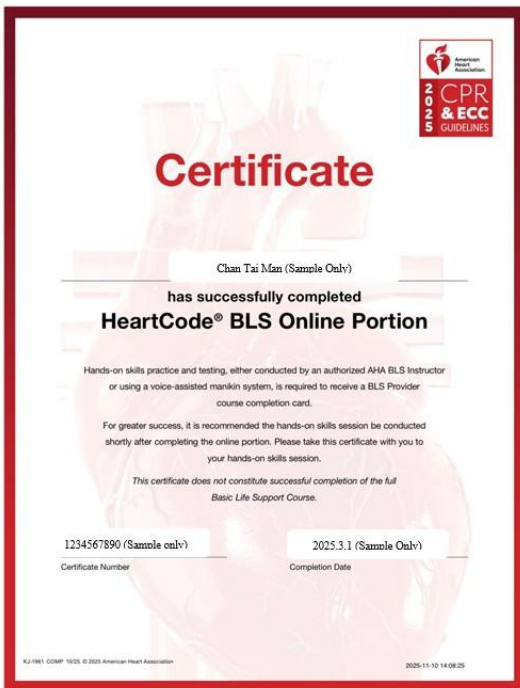 American
Heart
Association.
2025
CPR
& ECC
GUIDELINES
Certificate
Chan Tai Man (Sample Only)
has successfully completed
HeartCode® BLS Online Portion
Hands-on skills practice and testing, either conducted by an authorized AHA BLS Instructor
or using a voice-assisted manikin system, is required to receive a BLS Provider
course completion card.
For greater success, it is recommended the hands-on skills session be conducted
shortly after completing the online portion. Please take this certificate with you to
your hands-on skills session.
This certificate does not constitute successful completion of the full
Basic Life Support Course.
1234567890 (Sample only)
2025.3.1 (Sample Only)
Certificate Number
Completion Date
KJ-1961 COMP 10/25 © 2025 American Heart Association
2025-11-10 14:08:25